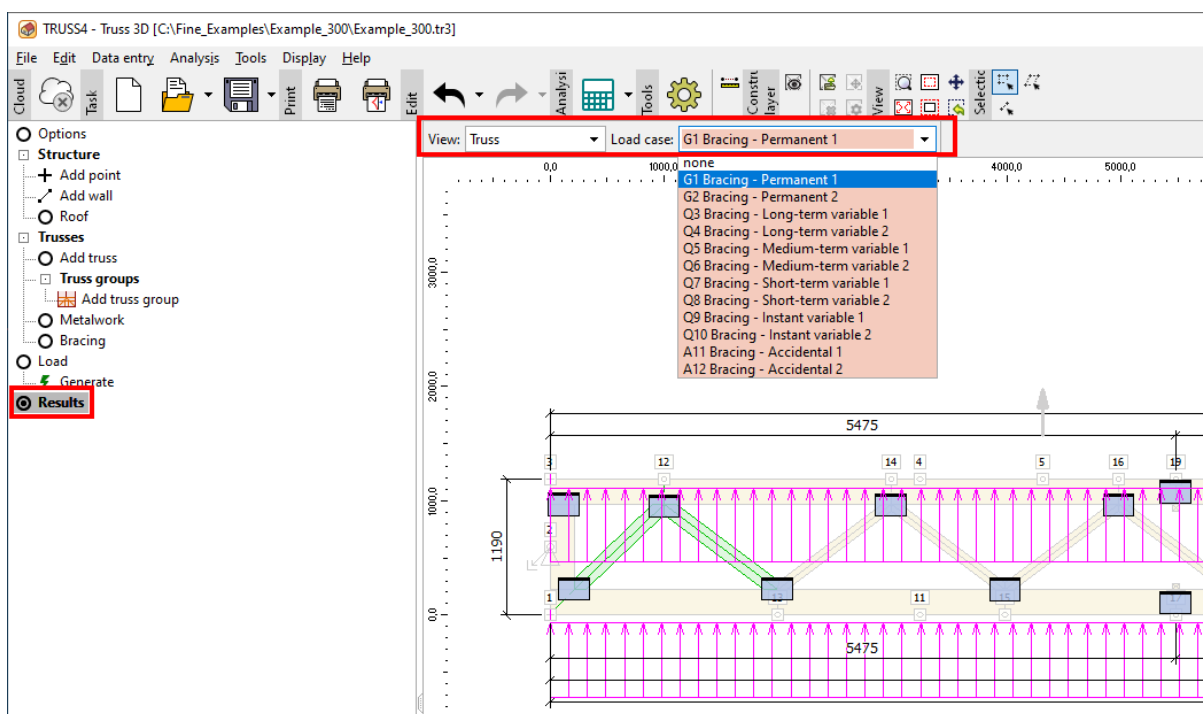 TRUSS4 - Truss 3D [C:\Fine_Examples\Example_300\Example_300.tr3]
File Edit Data entry Analysis Tools Display Help
Cloud Task Print Edit Analysi Tools Constru layer View Selectic
Options
Structure
Add point
Add wall
Roof
Trusses
Add truss
Truss groups
Add truss group
Metalwork
Bracing
Load
Generate
Results
View: Truss Load case: G1 Bracing - Permanent 1
none
G1 Bracing - Permanent 1
G2 Bracing - Permanent 2
Q3 Bracing - Long-term variable 1
Q4 Bracing - Long-term variable 2
Q5 Bracing - Medium-term variable 1
Q6 Bracing - Medium-term variable 2
Q7 Bracing - Short-term variable 1
Q8 Bracing - Short-term variable 2
Q9 Bracing - Instant variable 1
Q10 Bracing - Instant variable 2
A11 Bracing - Accidental 1
A12 Bracing - Accidental 2
0,0 1000,0 4000,0 5000,0
3000,0
2000,0
1000,0
0,0
5475
3 12 14 4 5 16 19
2
1190
1 13 11 15 17
5475